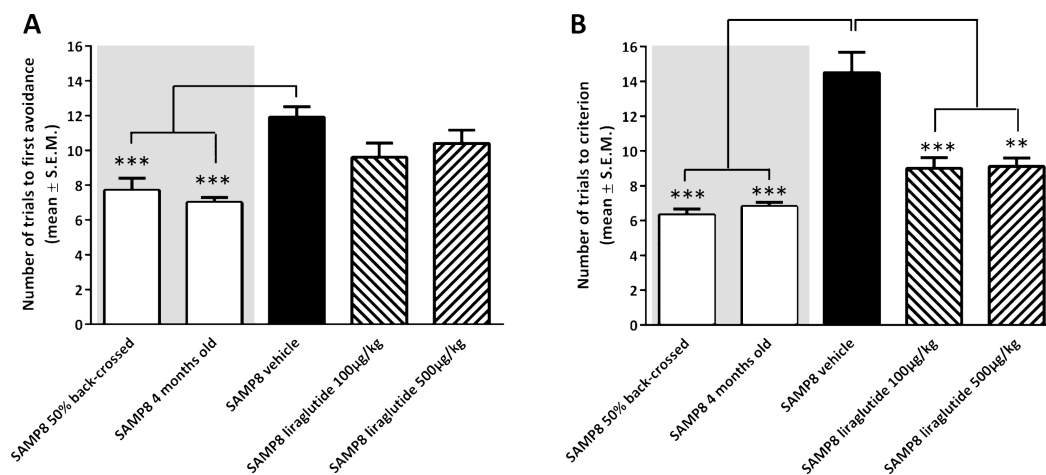 A
Number of trials to first avoidance
(mean ± S.E.M.)
16
14
12
10
8
6
4
2
0
***
***
SAMP8 50% back-crossed
SAMP8 4 months old
SAMP8 vehicle
SAMP8 liraglutide 100µg/kg
SAMP8 liraglutide 500µg/kg
B
Number of trials to criterion
(mean ± S.E.M.)
16
14
12
10
8
6
4
2
0
***
***
***
**
SAMP8 50% back-crossed
SAMP8 4 months old
SAMP8 vehicle
SAMP8 liraglutide 100µg/kg
SAMP8 liraglutide 500µg/kg